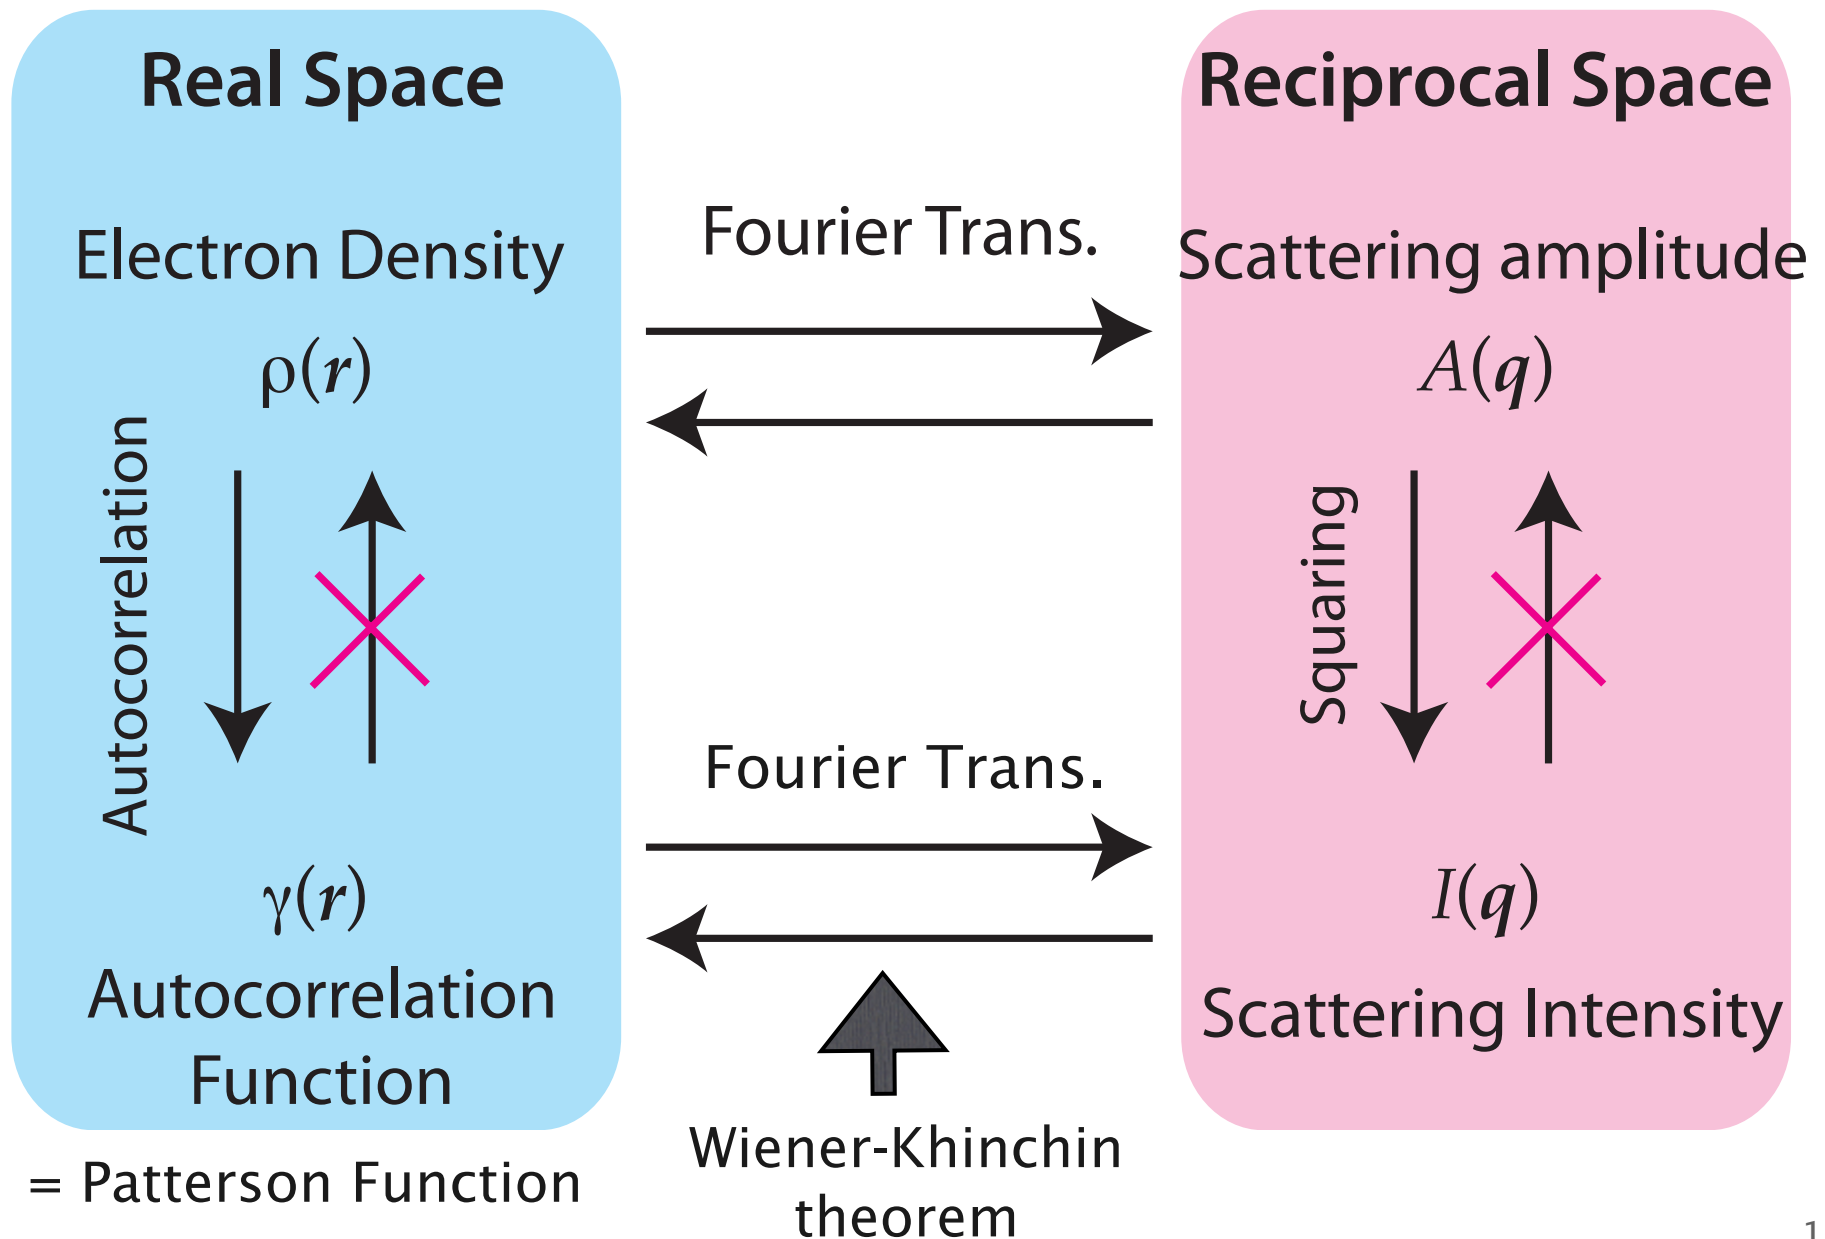 Real Space
Reciprocal Space
Electron Density
Fourier Trans.
Scattering amplitude
ρ(r)
A(q)
Autocorrelation
Squaring
Fourier Trans.
γ(r)
I(q)
Autocorrelation
Function
Scattering Intensity
= Patterson Function
Wiener-Khinchin
theorem
1